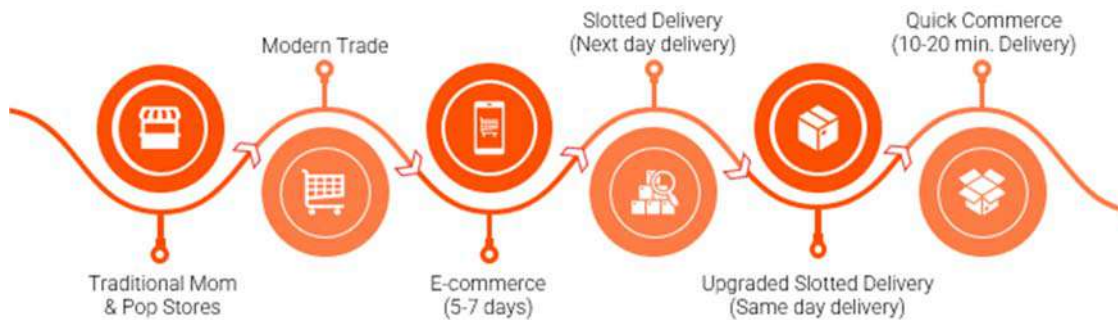 Traditional Mom
& Pop Stores
Modern Trade
E-commerce
(5-7 days)
Slotted Delivery
(Next day delivery)
Upgraded Slotted Delivery
(Same day delivery)
Quick Commerce
(10-20 min. Delivery)